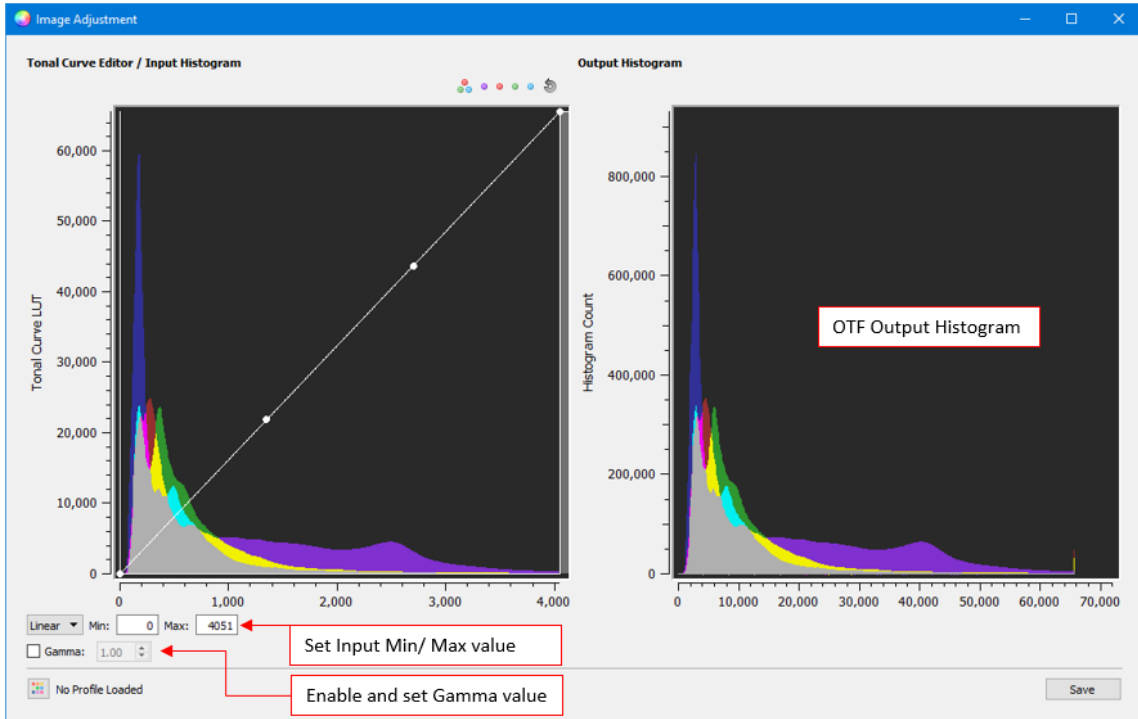 Image Adjustment
Tonal Curve Editor / Input Histogram
Output Histogram
60,000
50,000
40,000
30,000
20,000
10,000
0
Tonal Curve LUT
0
1,000
2,000
3,000
4,000
800,000
600,000
400,000
200,000
0
Histogram Count
OTF Output Histogram
0
10,000
20,000
30,000
40,000
50,000
60,000
70,000
Linear Min: 0 Max: 4051
Set Input Min/ Max value
Gamma: 1.00
Enable and set Gamma value
No Profile Loaded
Save